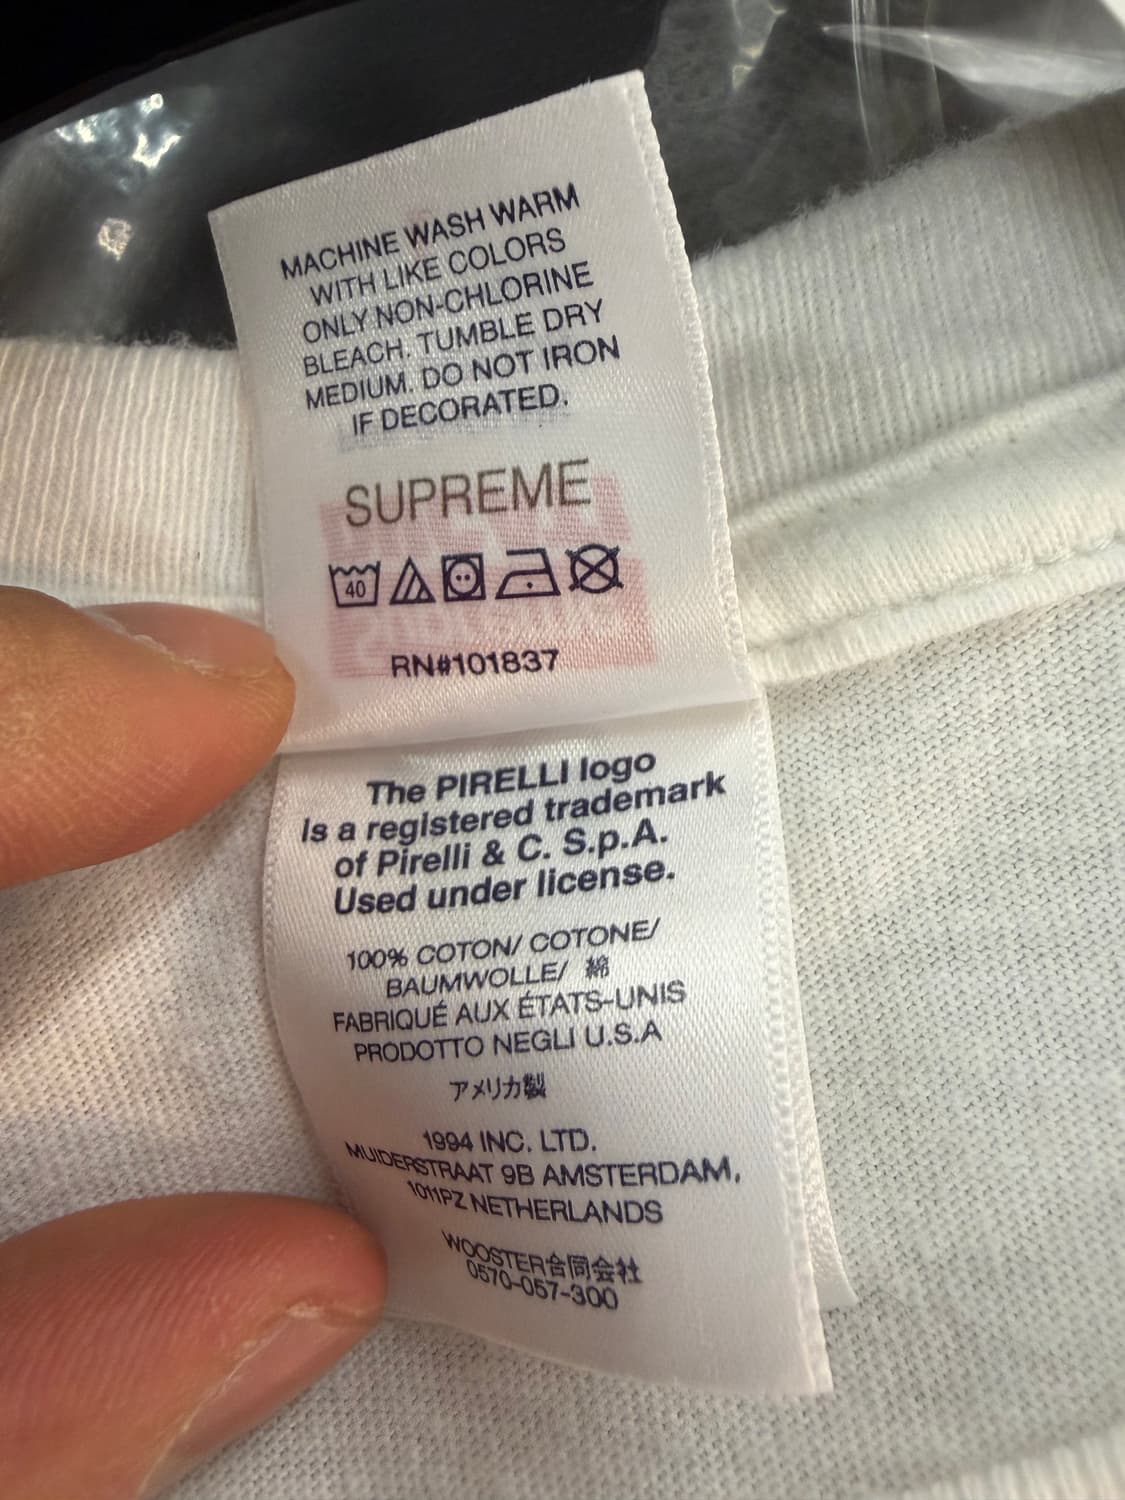 MACHINE WASH WARM
WITH LIKE COLORS
ONLY NON-CHLORINE
BLEACH. TUMBLE DRY
MEDIUM. DO NOT IRON
IF DECORATED.
SUPREME
40
RN#101837
The PIRELLI logo
is a registered trademark
of Pirelli & C. S.p.A.
Used under license.
100% COTON/ COTONE/
BAUMWOLLE/ 綿
FABRIQUÉ AUX ÉTATS-UNIS
PRODOTTO NEGLI U.S.A
アメリカ製
1994 INC. LTD.
MUIDERSTRAAT 9B AMSTERDAM,
1011PZ NETHERLANDS
WOOSTER合同会社
0570-057-300